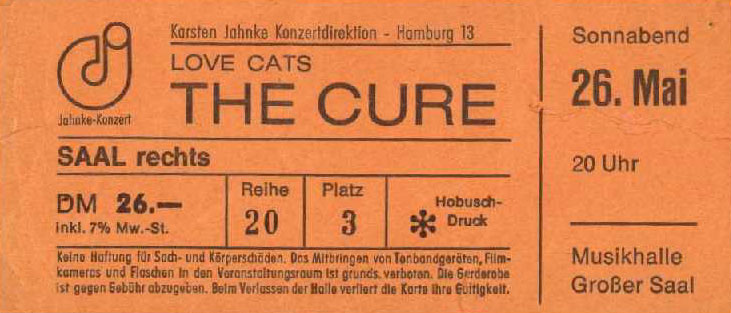 Karsten Jahnke Konzertdirektion - Hamburg 13
LOVE CATS
THE CURE
Jahnke-Konzert
SAAL rechts
DM 26.—
inkl. 7% Mw.-St.
Reihe
20
Platz
3
Hobusch-
Druck
Keine Haftung für Sach- und Körperschäden. Das Mitbringen von Tonbandgeräten, Film-
kameras und Flaschen in den Veranstaltungsraum ist grunds. verboten. Die Garderobe
ist gegen Gebühr abzugeben. Beim Verlassen der Halle verliert die Karte ihre Gültigkeit.
Sonnabend
26. Mai
20 Uhr
Musikhalle
Großer Saal